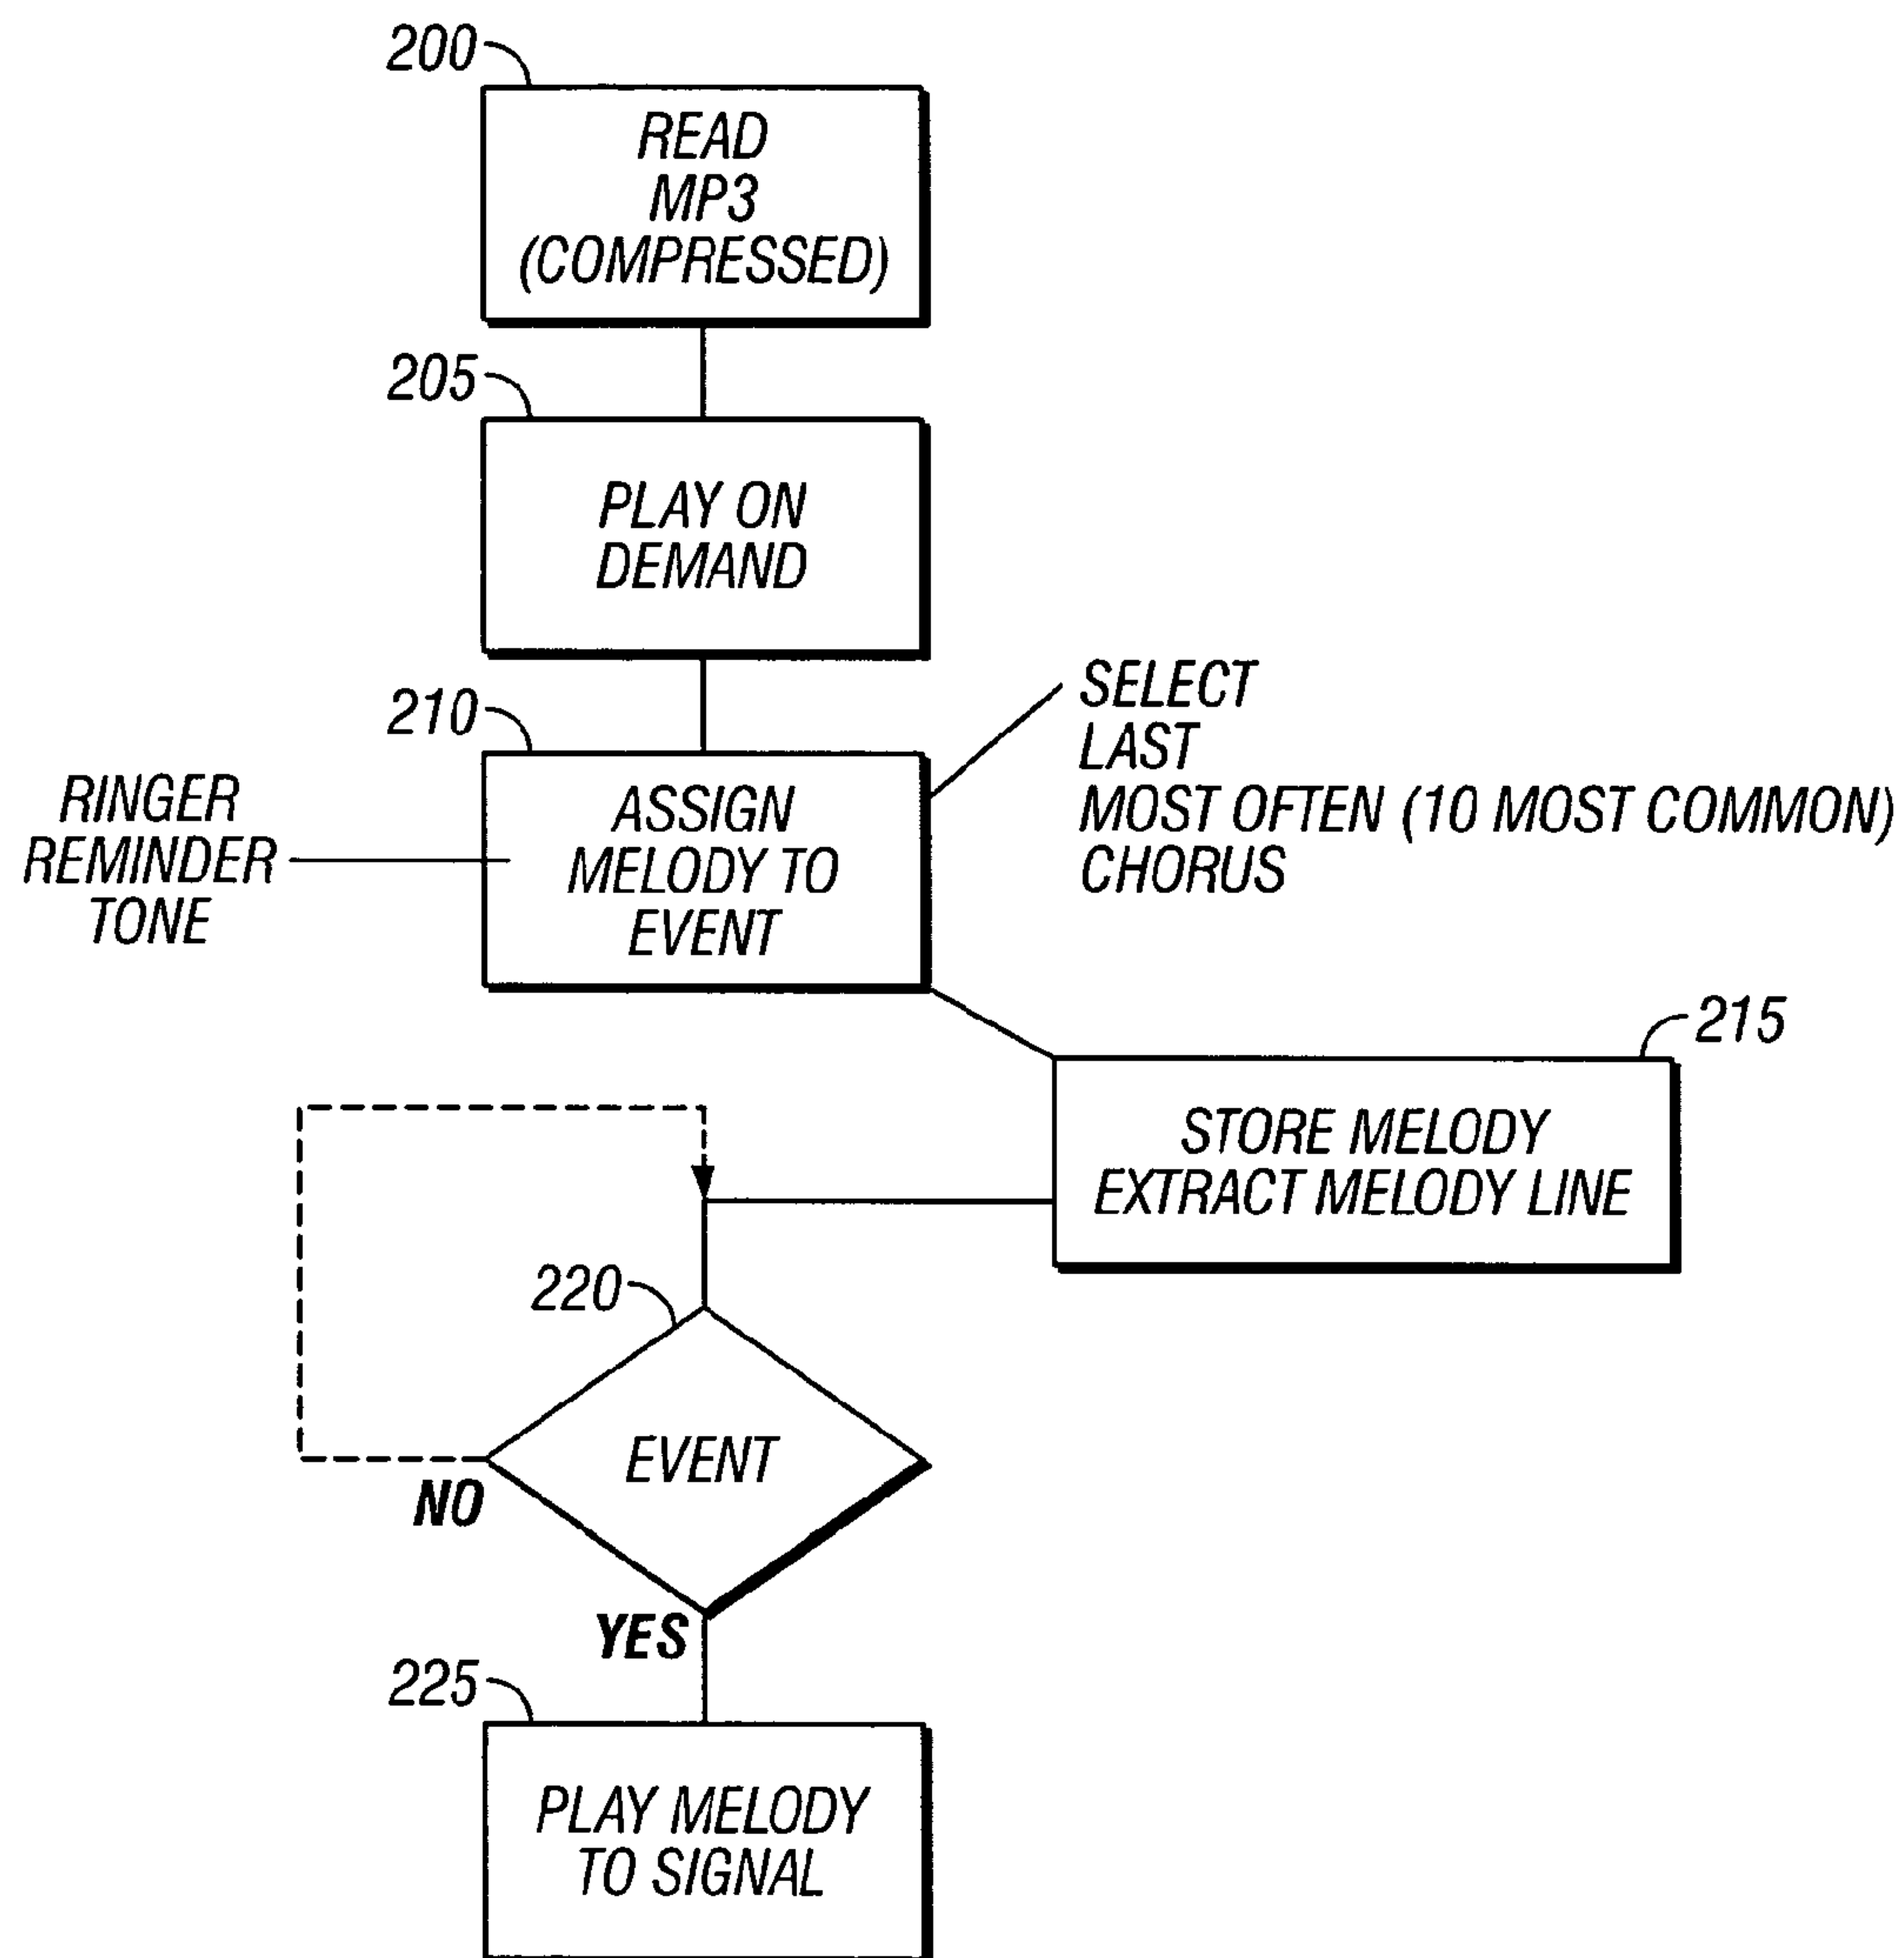 200
READ
MP3
(COMPRESSED)
205
PLAY ON
DEMAND
210
ASSIGN
MELODY TO
EVENT
RINGER
REMINDER
TONE
SELECT
LAST
MOST OFTEN (10 MOST COMMON)
CHORUS
215
STORE MELODY
EXTRACT MELODY LINE
220
EVENT
NO
YES
225
PLAY MELODY
TO SIGNAL